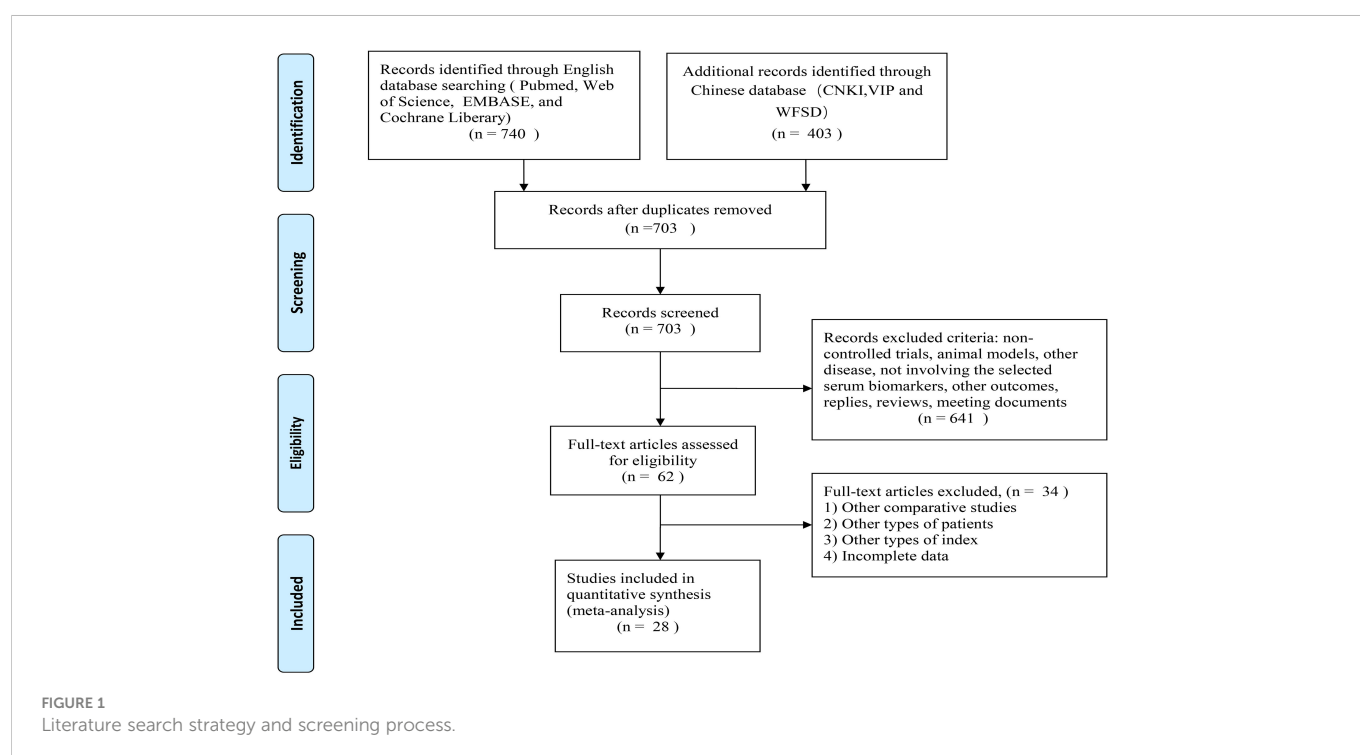 Identification
Records identified through English
database searching ( Pubmed, Web
of Science, EMBASE, and
Cochrane Liberary)
(n = 740 )
Additional records identified through
Chinese database （CNKI,VIP and
WFSD）
(n = 403 )
Records after duplicates removed
(n =703 )
Screening
Records screened
(n = 703 )
Records excluded criteria: non-
controlled trials, animal models, other
disease, not involving the selected
serum biomarkers, other outcomes,
replies, reviews, meeting documents
(n = 641 )
Eligibility
Full-text articles assessed
for eligibility
(n = 62 )
Full-text articles excluded, (n = 34 )
1) Other comparative studies
2) Other types of patients
3) Other types of index
4) Incomplete data
Included
Studies included in
quantitative synthesis
(meta-analysis)
(n = 28 )
FIGURE 1
Literature search strategy and screening process.